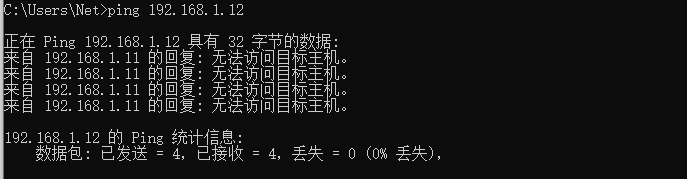 C:\Users\Net>ping 192.168.1.12
正在 Ping 192.168.1.12 具有 32 字节的数据:
来自 192.168.1.11 的回复: 无法访问目标主机。
来自 192.168.1.11 的回复: 无法访问目标主机。
来自 192.168.1.11 的回复: 无法访问目标主机。
来自 192.168.1.11 的回复: 无法访问目标主机。
192.168.1.12 的 Ping 统计信息:
数据包: 已发送 = 4, 已接收 = 4, 丢失 = 0 (0% 丢失),